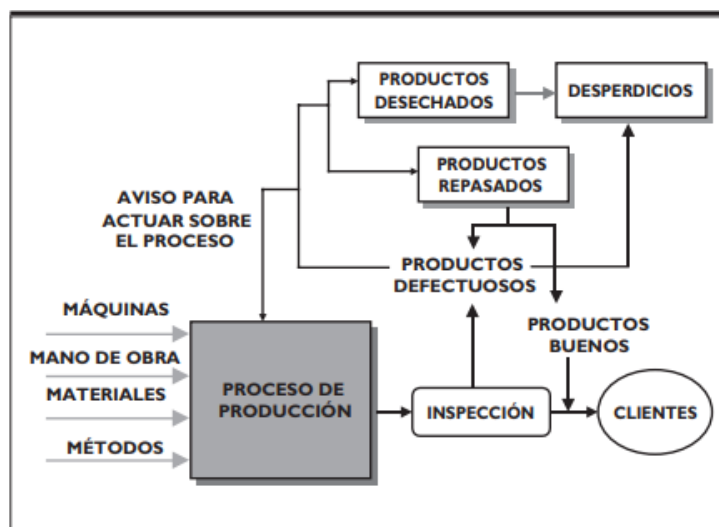 PRODUCTOS
DESECHADOS
DESPERDICIOS
PRODUCTOS
REPASADOS
AVISO PARA
ACTUAR SOBRE
EL PROCESO
PRODUCTOS
DEFECTUOSOS
MÁQUINAS
MANO DE OBRA
MATERIALES
MÉTODOS
PROCESO DE
PRODUCCIÓN
INSPECCIÓN
PRODUCTOS
BUENOS
CLIENTES